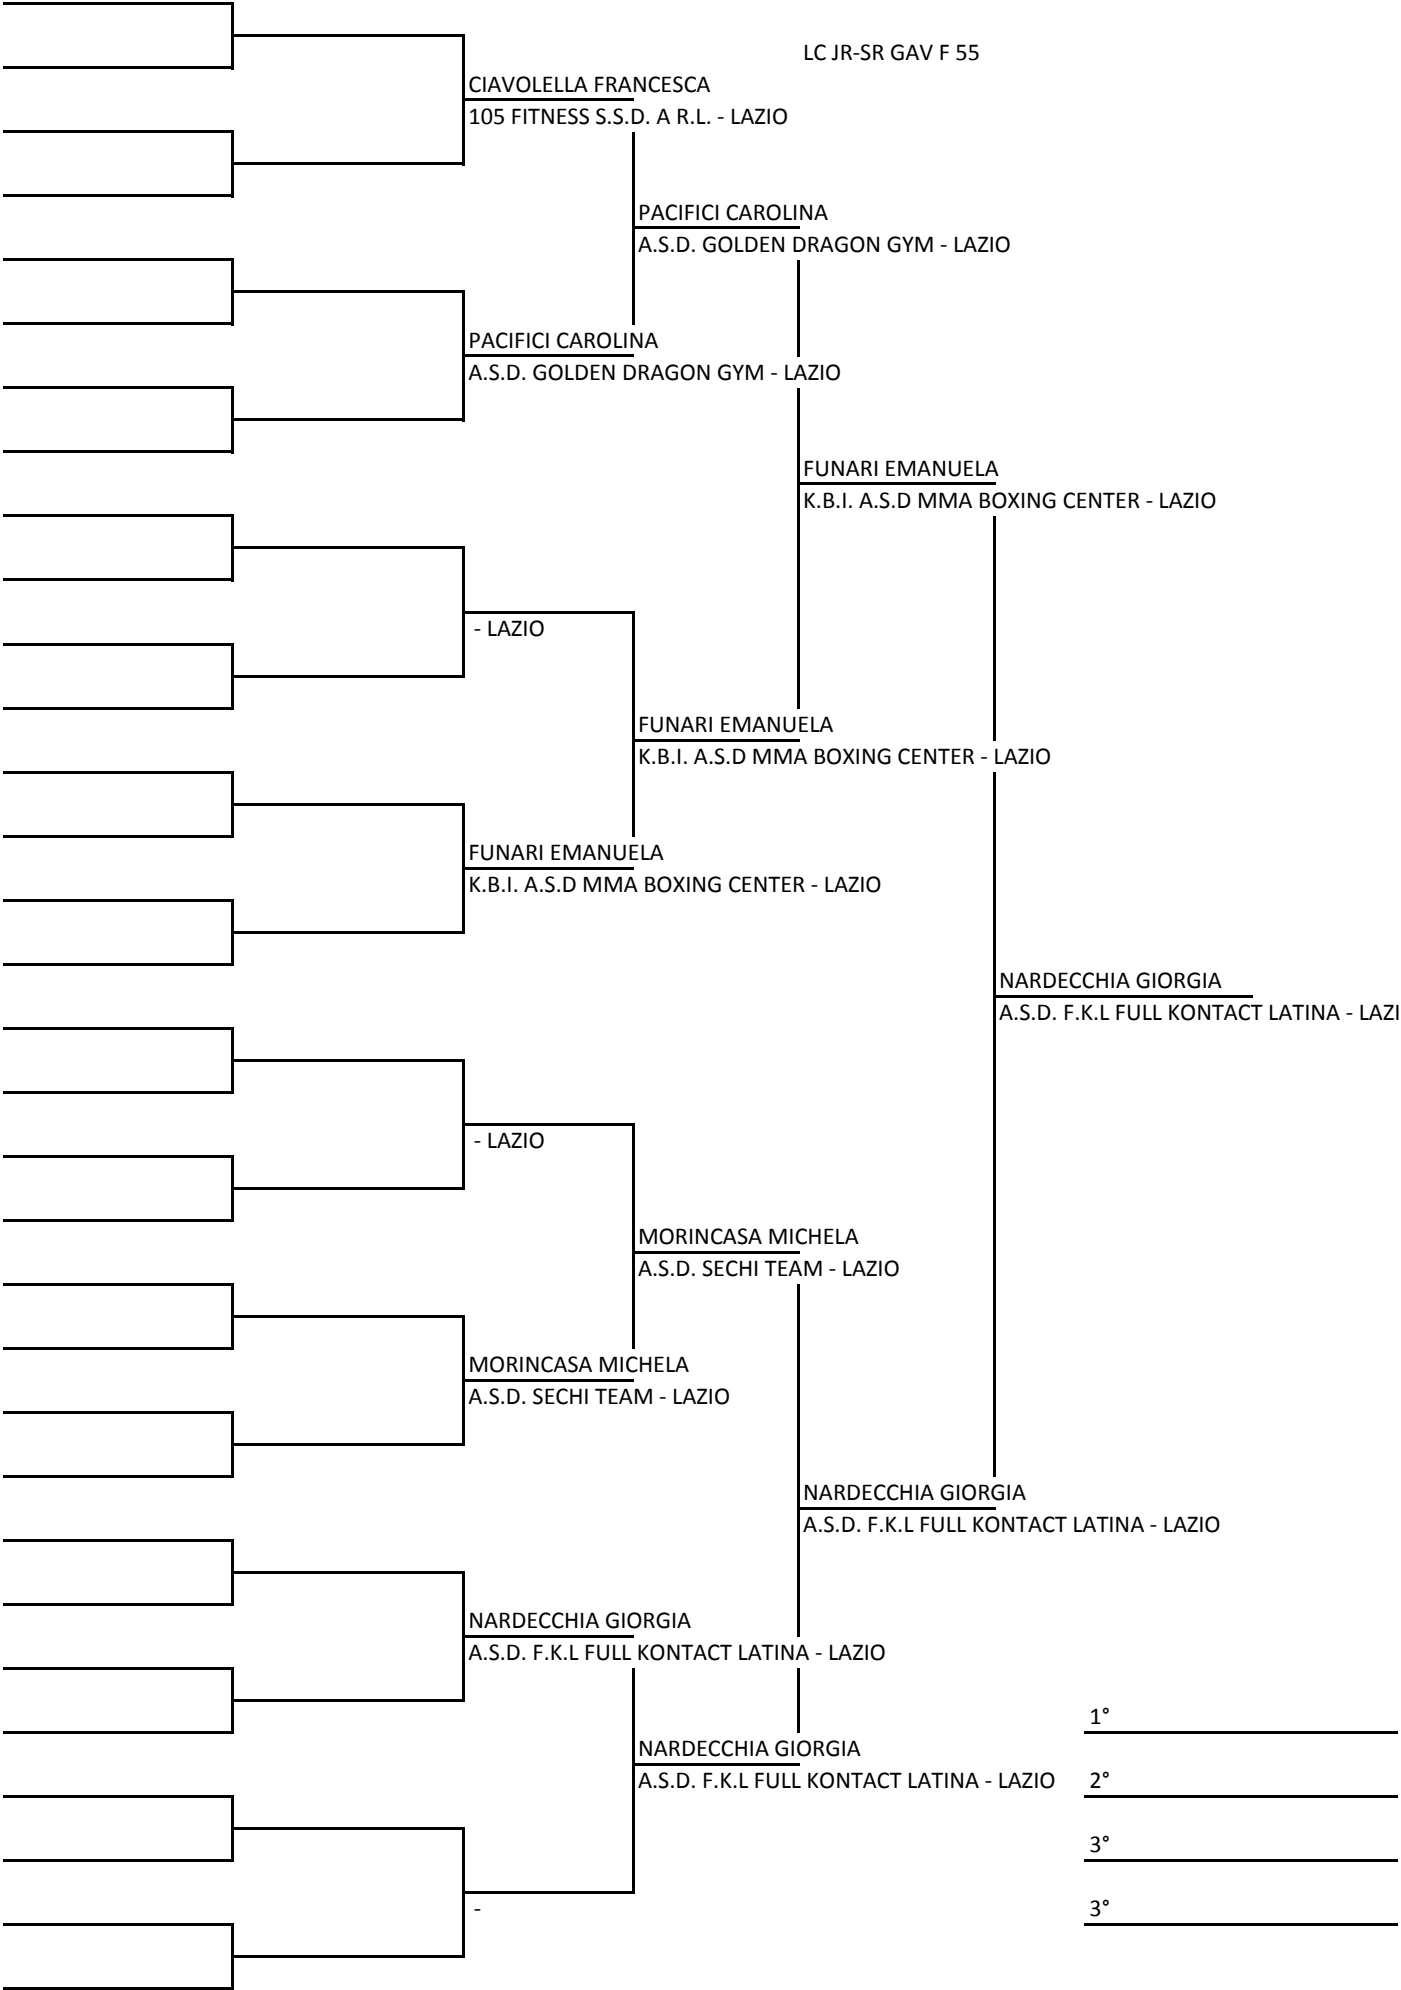 LC JR-SR GAV F 55
CIAVOLELLA FRANCESCA
105 FITNESS S.S.D. A R.L. - LAZIO
PACIFICI CAROLINA
A.S.D. GOLDEN DRAGON GYM - LAZIO
PACIFICI CAROLINA
A.S.D. GOLDEN DRAGON GYM - LAZIO
FUNARI EMANUELA
K.B.I. A.S.D MMA BOXING CENTER - LAZIO
- LAZIO
FUNARI EMANUELA
K.B.I. A.S.D MMA BOXING CENTER - LAZIO
FUNARI EMANUELA
K.B.I. A.S.D MMA BOXING CENTER - LAZIO
NARDECCHIA GIORGIA
A.S.D. F.K.L FULL KONTACT LATINA - LAZI
- LAZIO
MORINCASA MICHELA
A.S.D. SECHI TEAM - LAZIO
MORINCASA MICHELA
A.S.D. SECHI TEAM - LAZIO
NARDECCHIA GIORGIA
A.S.D. F.K.L FULL KONTACT LATINA - LAZIO
NARDECCHIA GIORGIA
A.S.D. F.K.L FULL KONTACT LATINA - LAZIO
1°
NARDECCHIA GIORGIA
A.S.D. F.K.L FULL KONTACT LATINA - LAZIO
2°
3°
-
3°